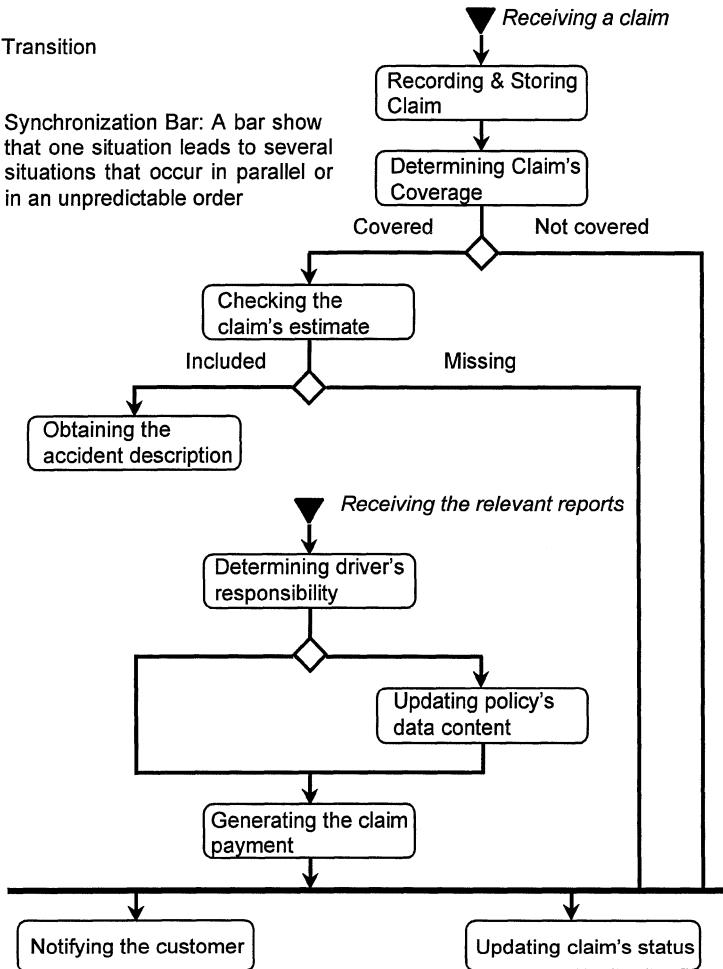 Receiving a claim
Transition
Recording & Storing
Claim
Synchronization Bar: A bar show
that one situation leads to several
situations that occur in parallel or
in an unpredictable order
Determining Claim's
Coverage
Covered
Not covered
Checking the
claim's estimate
Included
Missing
Obtaining the
accident description
Receiving the relevant reports
Determining driver's
responsibility
Updating policy's
data content
Generating the claim
payment
Notifying the customer
Updating claim's status